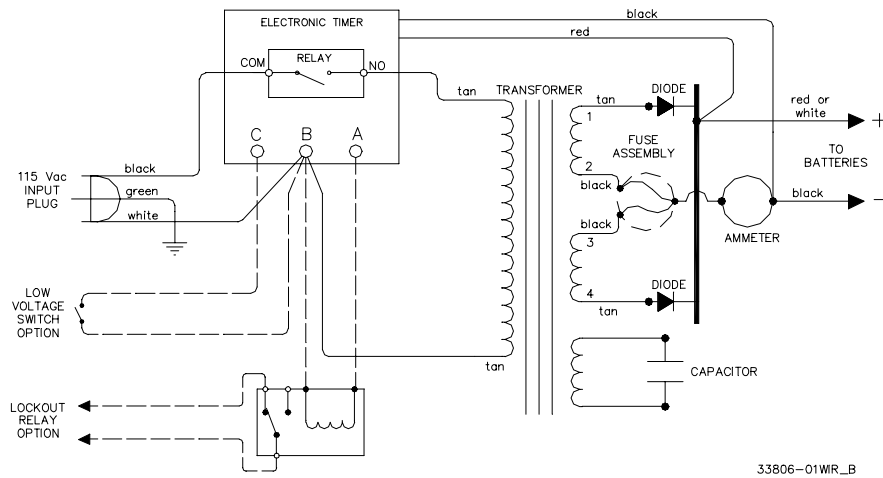 ELECTRONIC TIMER
black
red
RELAY
COM
NO
tan
TRANSFORMER
DIODE
tan
1
red or
white
+
C
B
A
FUSE
ASSEMBLY
TO
BATTERIES
115 Vac
INPUT
PLUG
black
green
white
2
black
black
−
black
3
AMMETER
DIODE
4
tan
LOW
VOLTAGE
SWITCH
OPTION
tan
CAPACITOR
LOCKOUT
RELAY
OPTION
33806-01WIR_B